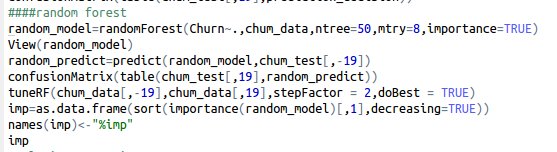 ####random forest
random_model=randomForest(Churn~.,chum_data,ntree=50,mtry=8,importance=TRUE)
View(random_model)
random_predict=predict(random_model,chum_test[,-19])
confusionMatrix(table(chum_test[,19],random_predict))
tuneRF(chum_data[,-19],chum_data[,19],stepFactor = 2,doBest = TRUE)
imp=as.data.frame(sort(importance(random_model)[,1],decreasing=TRUE))
names(imp)<-"%imp"
imp